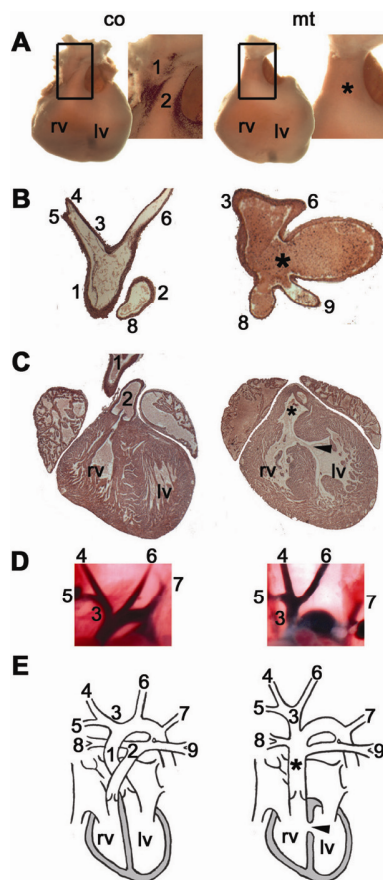 co mt
A
1
2 *
rv lv rv lv
B
4 6 3 6
5 3
*
1 2
8 8 9
C
1
2 *
rv lv rv lv
D
4 6 4 6
5 7 5 7
3 3
E
4 6 4 6
5 3 7 5 3 7
8 1 2 9 8 9
*
rv lv rv lv